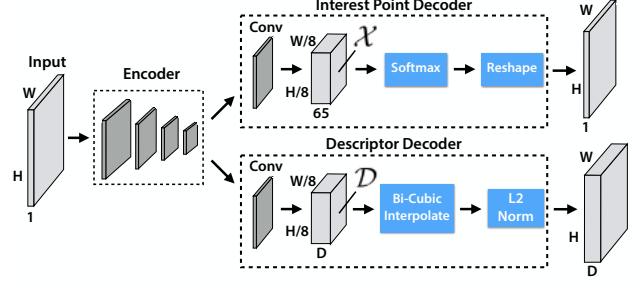 Interest Point Decoder
Conv
W/8
𝒳
W
Input
W
Encoder
Softmax
Reshape
H/8
H
65
1
H
1
Descriptor Decoder
Conv
W/8
𝒟
W
Bi-Cubic
Interpolate
L2
Norm
H/8
H
D
D